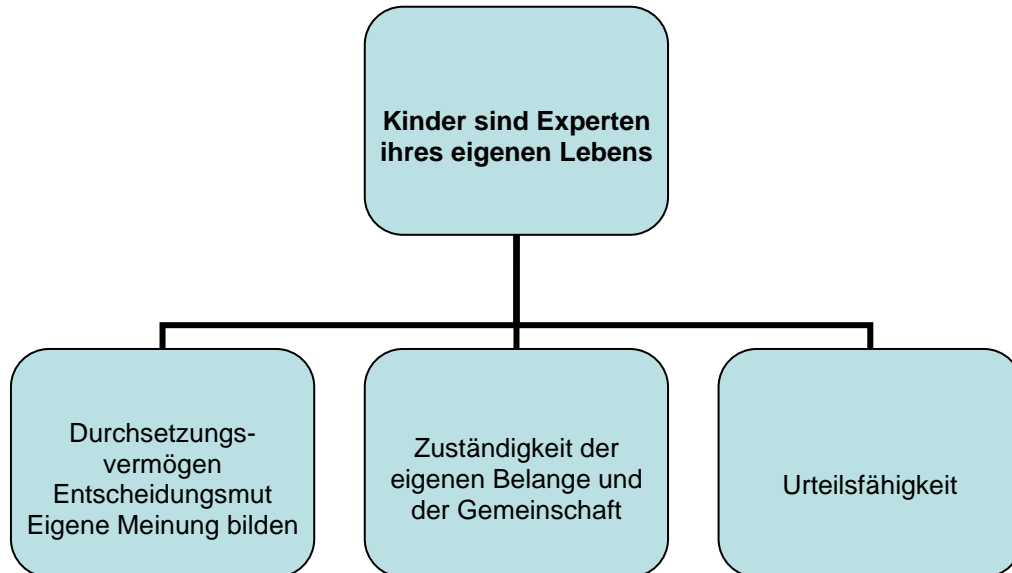 Kinder sind Experten
ihres eigenen Lebens
Durchsetzungs-
vermögen
Entscheidungsmut
Eigene Meinung bilden
Zuständigkeit der
eigenen Belange und
der Gemeinschaft
Urteilsfähigkeit